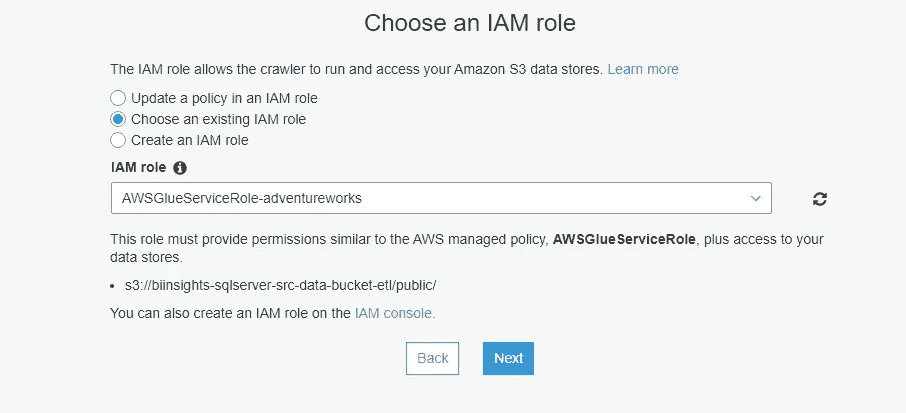 Choose an IAM role
The IAM role allows the crawler to run and access your Amazon S3 data stores. Learn more
Update a policy in an IAM role
Choose an existing IAM role
Create an IAM role
IAM role
AWSGlueServiceRole-adventureworks
This role must provide permissions similar to the AWS managed policy, AWSGlueServiceRole, plus access to your
data stores.
• s3://biinsights-sqlserver-src-data-bucket-etl/public/
You can also create an IAM role on the IAM console.
Back Next